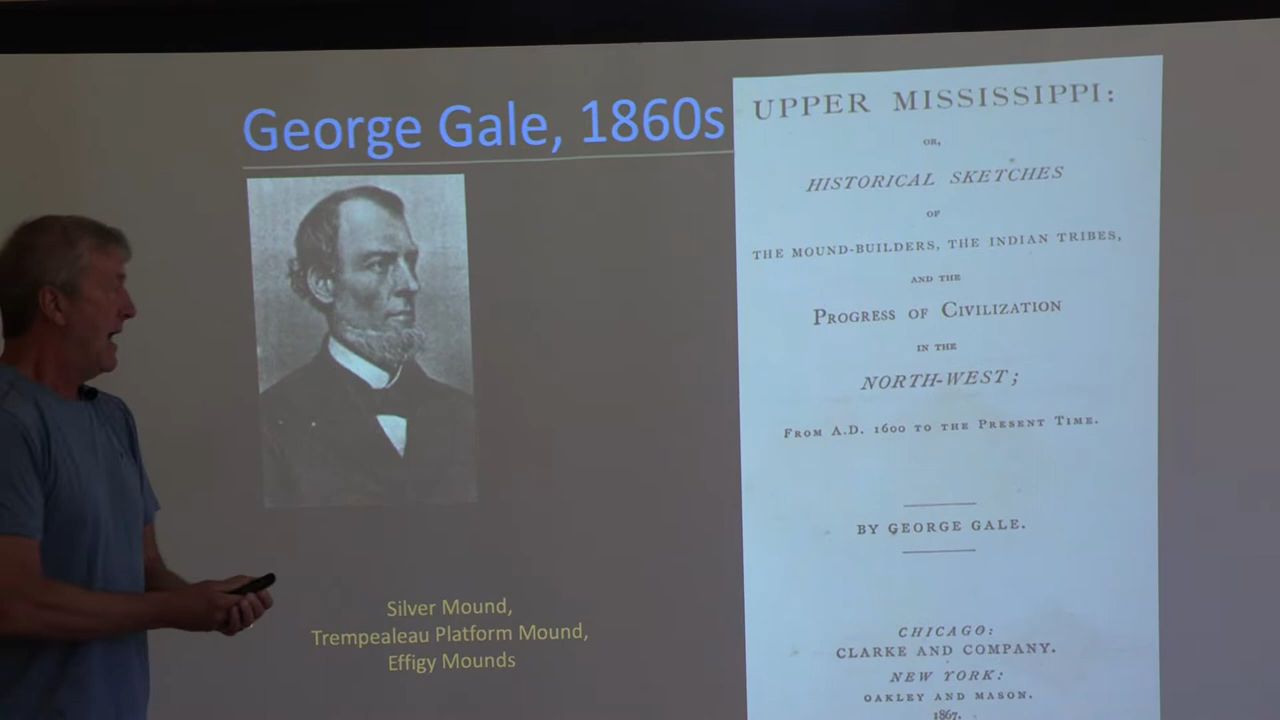 George Gale, 1860s
Silver Mound,
Trempealeau Platform Mound,
Effigy Mounds
UPPER MISSISSIPPI:
OR,
HISTORICAL SKETCHES
OF
THE MOUND-BUILDERS, THE INDIAN TRIBES,
AND THE
PROGRESS OF CIVILIZATION
IN THE
NORTH-WEST;
FROM A.D. 1600 TO THE PRESENT TIME.
BY GEORGE GALE.
CHICAGO:
CLARKE AND COMPANY.
NEW YORK:
OAKLEY AND MASON.
1867.